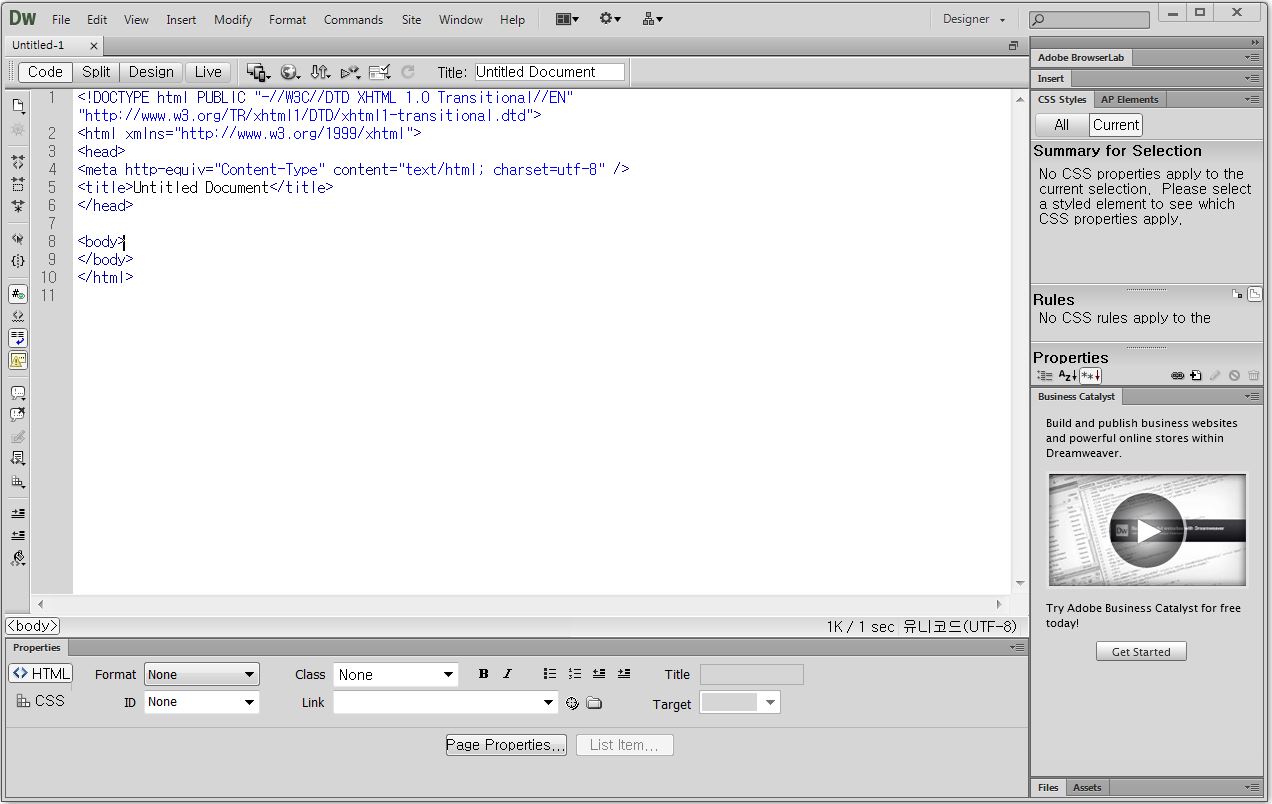 Dw File Edit View Insert Modify Format Commands Site Window Help Designer
Untitled-1
Code Split Design Live Title: Untitled Document
1 <!DOCTYPE html PUBLIC "-//W3C//DTD XHTML 1.0 Transitional//EN"
"http://www.w3.org/TR/xhtml1/DTD/xhtml1-transitional.dtd">
2 <html xmlns="http://www.w3.org/1999/xhtml">
3 <head>
4 <meta http-equiv="Content-Type" content="text/html; charset=utf-8" />
5 <title>Untitled Document</title>
6 </head>
7
8 <body>
9 </body>
10 </html>
11
<body> 1K / 1 sec 유니코드(UTF-8)
Properties
HTML Format None Class None B I Title
CSS ID None Link Target
Page Properties... List Item...
Adobe BrowserLab
Insert
CSS Styles AP Elements
All Current
Summary for Selection
No CSS properties apply to the
current selection. Please select
a styled element to see which
CSS properties apply.
Rules
No CSS rules apply to the
Properties
Business Catalyst
Build and publish business websites
and powerful online stores within
Dreamweaver.
Dw with Dreamweaver
Try Adobe Business Catalyst for free
today!
Get Started
Files Assets